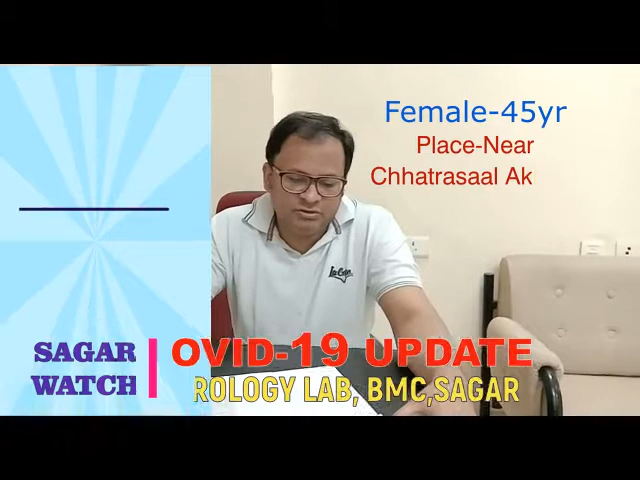 Female-45yr
Place-Near
Chhatrasaal Ak
SAGAR
WATCH
OVID-19 UPDATE
ROLOGY LAB, BMC,SAGAR